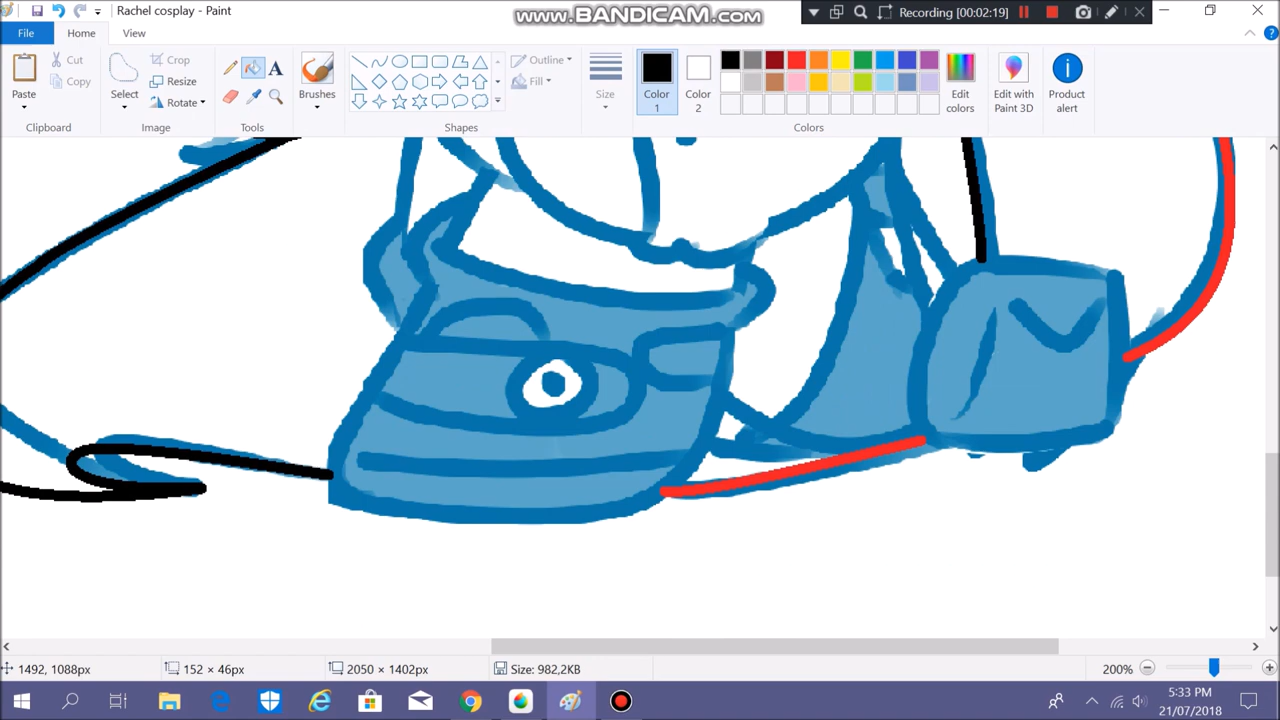 Rachel cosplay - Paint
www.BANDICAM.com
Recording [00:02:19]
File
Home
View
Paste
Cut
Copy
Clipboard
Select
Crop
Resize
Rotate
Image
A
Tools
Brushes
Outline
Fill
Shapes
Size
Color 1
Color 2
Edit colors
Colors
Edit with Paint 3D
Product alert
1492, 1088px
152 × 46px
2050 × 1402px
Size: 982.2KB
200%
5:33 PM
21/07/2018